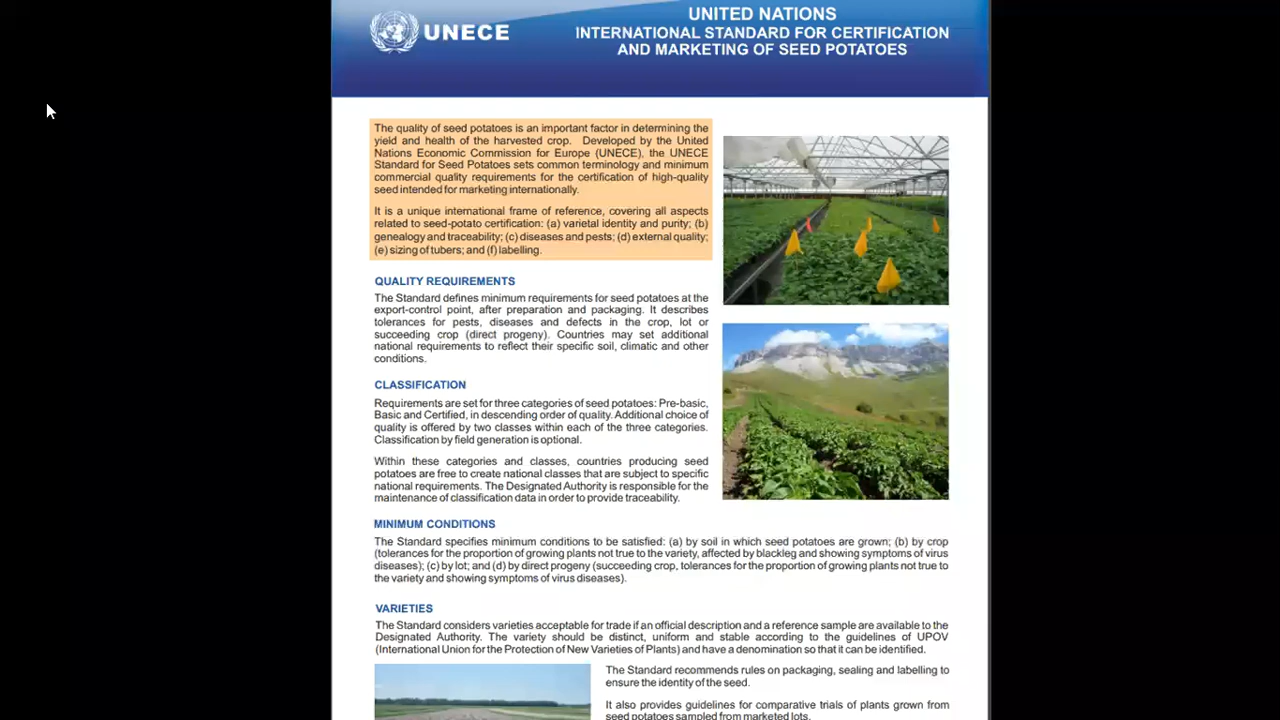 UNECE
UNITED NATIONS
INTERNATIONAL STANDARD FOR CERTIFICATION
AND MARKETING OF SEED POTATOES
The quality of seed potatoes is an important factor in determining the
yield and health of the harvested crop. Developed by the United
Nations Economic Commission for Europe (UNECE), the UNECE
Standard for Seed Potatoes sets common terminology and minimum
commercial quality requirements for the certification of high-quality
seed intended for marketing internationally.
It is a unique international frame of reference, covering all aspects
related to seed-potato certification: (a) varietal identity and purity; (b)
genealogy and traceability; (c) diseases and pests; (d) external quality;
(e) sizing of tubers; and (f) labelling.
QUALITY REQUIREMENTS
The Standard defines minimum requirements for seed potatoes at the
export-control point, after preparation and packaging. It describes
tolerances for pests, diseases and defects in the crop, lot or
succeeding crop (direct progeny). Countries may set additional
national requirements to reflect their specific soil, climatic and other
conditions.
CLASSIFICATION
Requirements are set for three categories of seed potatoes: Pre-basic,
Basic and Certified, in descending order of quality. Additional choice of
quality is offered by two classes within each of the three categories.
Classification by field generation is optional.
Within these categories and classes, countries producing seed
potatoes are free to create national classes that are subject to specific
national requirements. The Designated Authority is responsible for the
maintenance of classification data in order to provide traceability.
MINIMUM CONDITIONS
The Standard specifies minimum conditions to be satisfied: (a) by soil in which seed potatoes are grown; (b) by crop
(tolerances for the proportion of growing plants not true to the variety, affected by blackleg and showing symptoms of virus
diseases); (c) by lot; and (d) by direct progeny (succeeding crop, tolerances for the proportion of growing plants not true to
the variety and showing symptoms of virus diseases).
VARIETIES
The Standard considers varieties acceptable for trade if an official description and a reference sample are available to the
Designated Authority. The variety should be distinct, uniform and stable according to the guidelines of UPOV
(International Union for the Protection of New Varieties of Plants) and have a denomination so that it can be identified.
The Standard recommends rules on packaging, sealing and labelling to
ensure the identity of the seed.
It also provides guidelines for comparative trials of plants grown from
seed potatoes sampled from marketed lots.